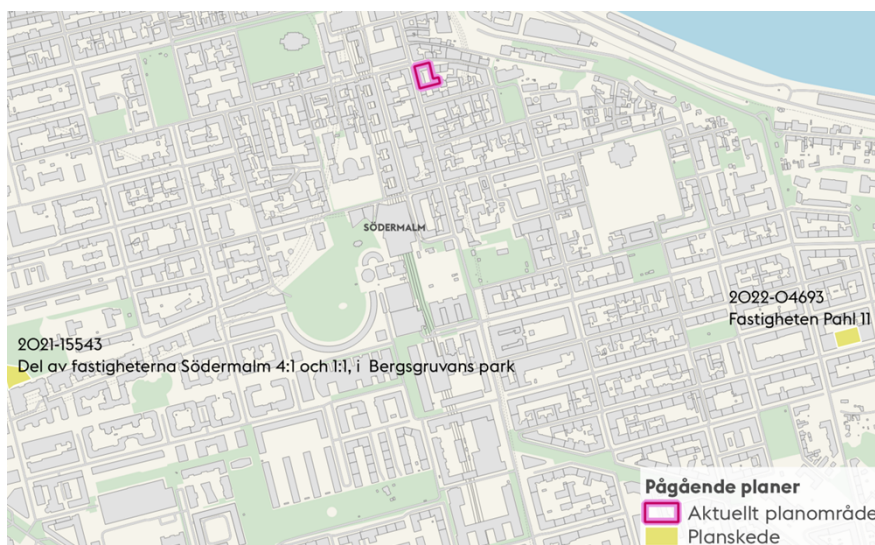 SÖDERMALM
2022-04693
Fastigheten Pahl 11
2021-15543
Del av fastigheterna Södermalm 4:1 och 1:1, i Bergsgruvans park
Pågående planer
Aktuellt planområde
Planskede